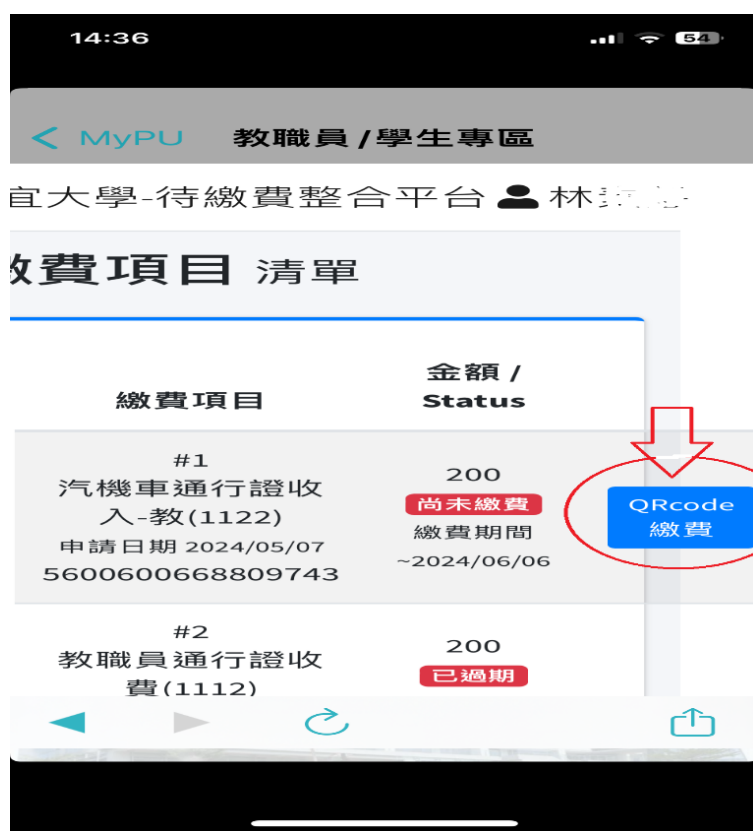 14:36
54
MyPU 教職員/學生專區
宜大學-待繳費整合平台 林
費項目 清單
繳費項目
金額 /
Status
#1
汽機車通行證收
入-教(1122)
申請日期 2024/05/07
5600600668809743
200
尚未繳費
繳費期間
~2024/06/06
QRcode
繳費
#2
教職員通行證收
費(1112)
200
已過期